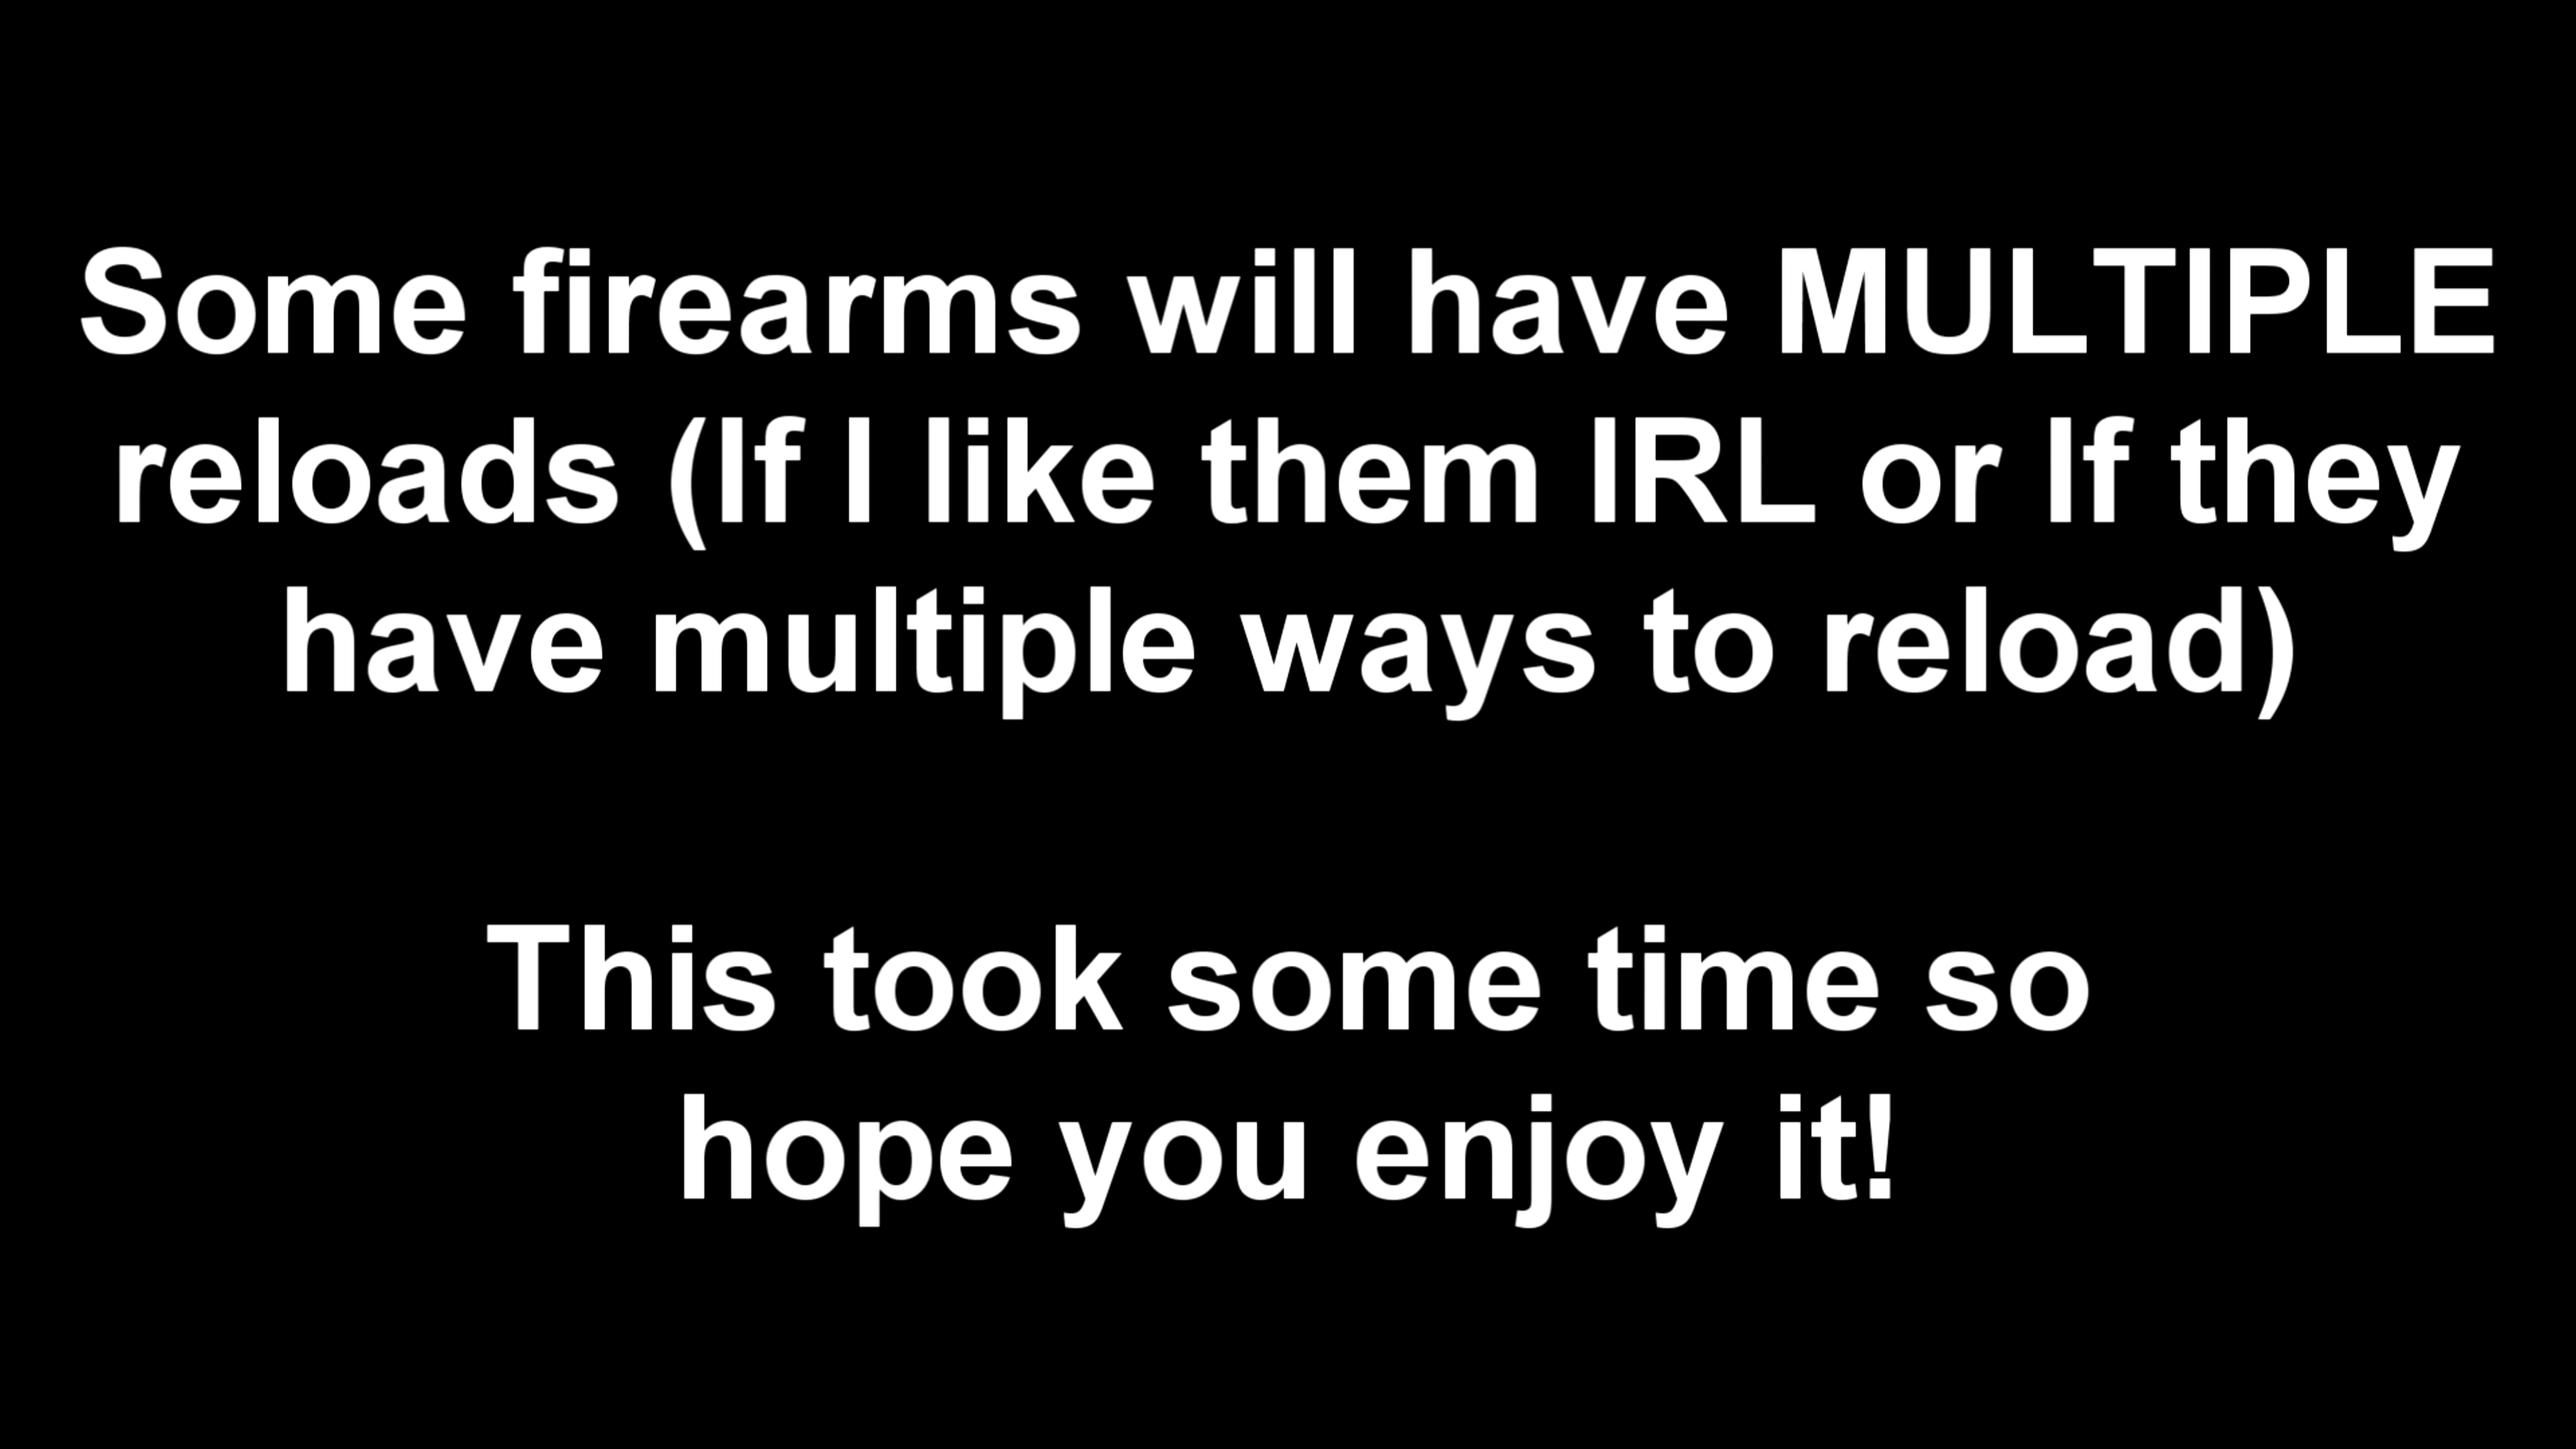 Some firearms will have MULTIPLE
reloads (If I like them IRL or If they
have multiple ways to reload)
This took some time so
hope you enjoy it!